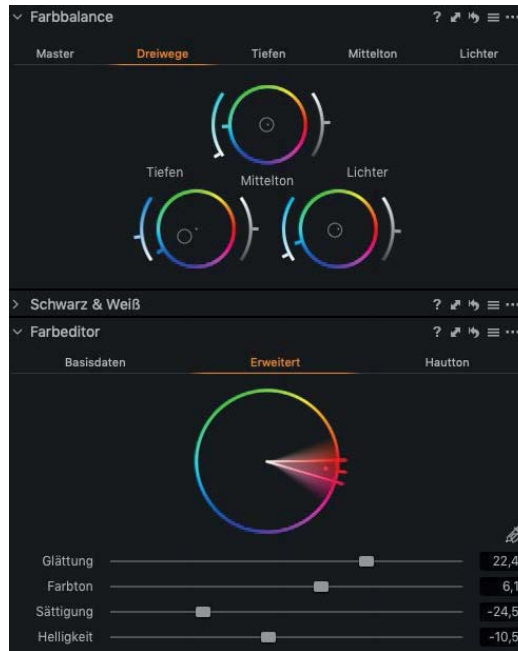 Farbbalance ?
Master Dreiwege Tiefen Mittelton Lichter
Tiefen Mittelton Lichter
Schwarz & Weiß ?
Farbeditor ?
Basisdaten Erweitert Hautton
Glättung 22,4
Farbton 6,1
Sättigung -24,5
Helligkeit -10,5